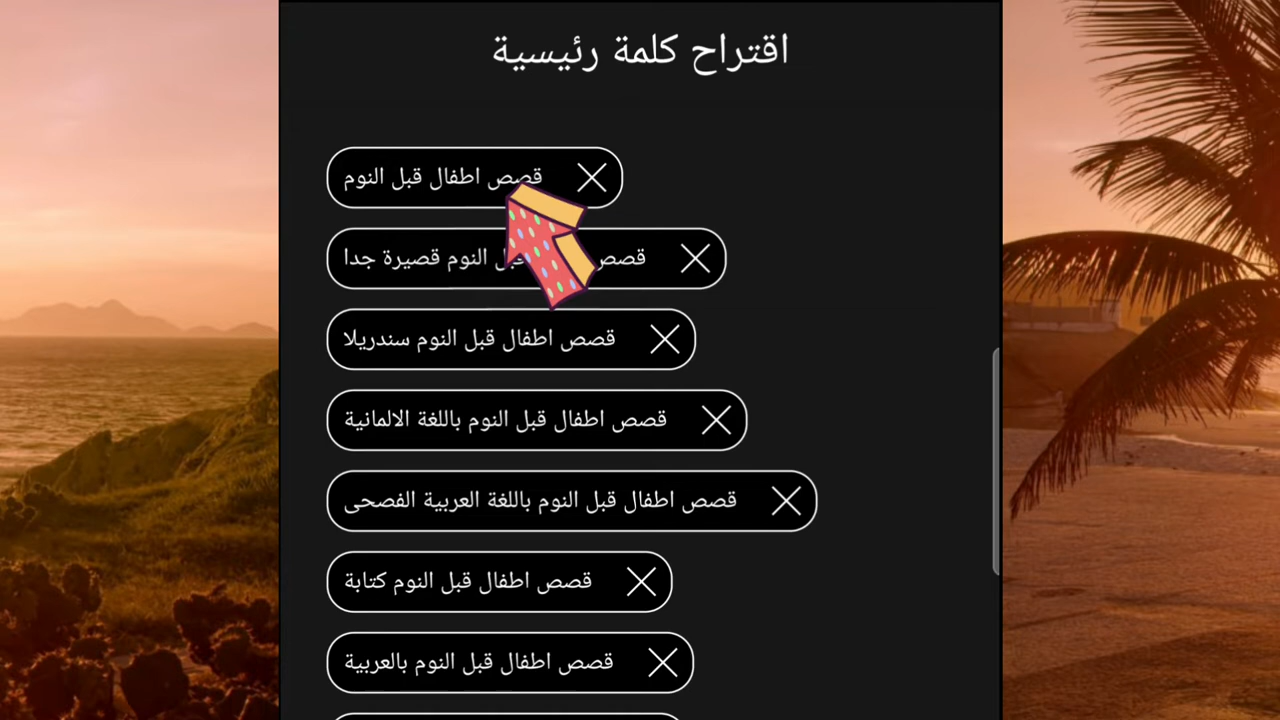 اقتراح كلمة رئيسية
قصص اطفال قبل النوم
قصص قبل النوم قصيرة جدا
قصص اطفال قبل النوم سندريلا
قصص اطفال قبل النوم باللغة الالمانية
قصص اطفال قبل النوم باللغة العربية الفصحى
قصص اطفال قبل النوم كتابة
قصص اطفال قبل النوم بالعربية